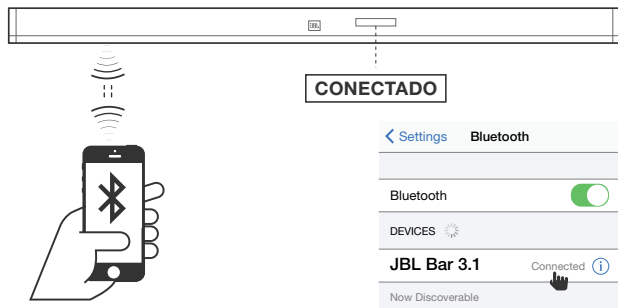 JBL
CONECTADO
Settings Bluetooth
Bluetooth
DEVICES
JBL Bar 3.1 Connected i
Now Discoverable